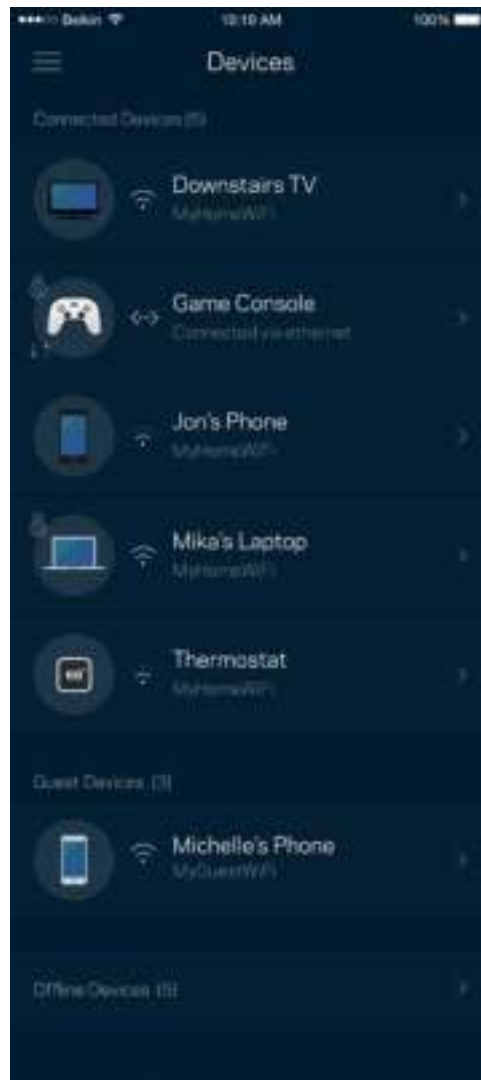 Belkin 10:10 AM 100%
Devices
Connected Devices (5)
Downstairs TV
MyHomeWiFi
Game Console
Connected via ethernet
Jon's Phone
MyHomeWiFi
Mika's Laptop
MyHomeWiFi
Thermostat
MyHomeWiFi
Guest Devices (3)
Michelle's Phone
MyGuestWiFi
Offline Devices (5)